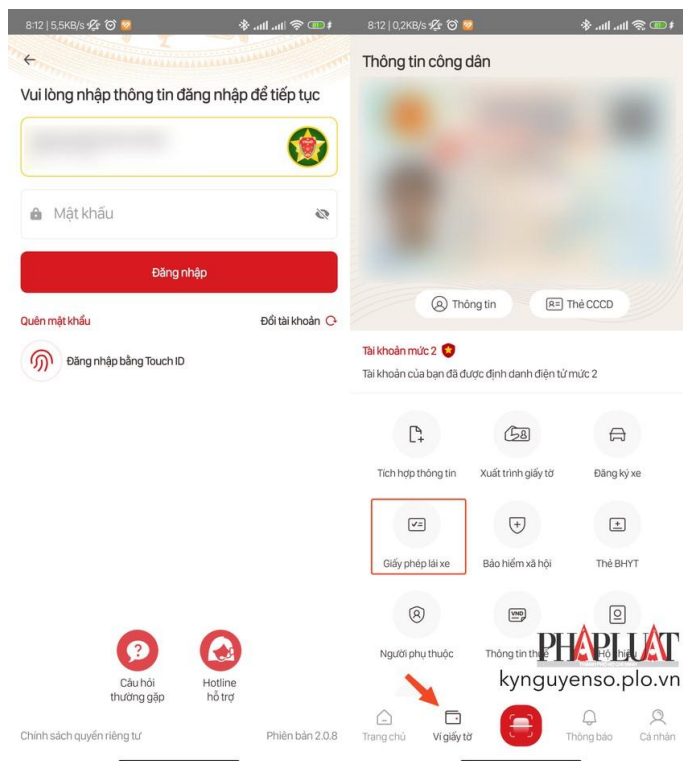 8:12 | 5,5KB/s
81
Vui lòng nhập thông tin đăng nhập để tiếp tục
Mật khẩu
Đăng nhập
Quên mật khẩu
Đổi tài khoản
Đăng nhập bằng Touch ID
?
Câu hỏi
thường gặp
Hotline
hỗ trợ
Chính sách quyền riêng tư
Phiên bản 2.0.8
8:12 | 0,2KB/s
81
Thông tin công dân
Thông tin
Thẻ CCCD
Tài khoản mức 2
Tài khoản của bạn đã được định danh điện tử mức 2
Tích hợp thông tin
Xuất trình giấy tờ
Đăng ký xe
Giấy phép lái xe
Bảo hiểm xã hội
Thẻ BHYT
VND
Người phụ thuộc
Thông tin thuế
Hộ chiếu
PHÁPLUẬT
kynguyenso.plo.vn
Trang chủ
Ví giấy tờ
Thông báo
Cá nhân